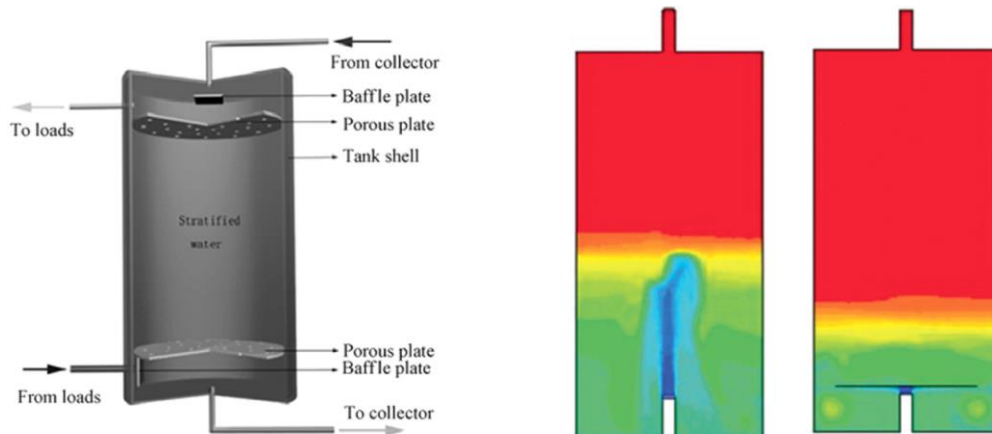 From collector
Baffle plate
To loads
Porous plate
Tank shell
Stratified
water
Porous plate
Baffle plate
From loads
To collector